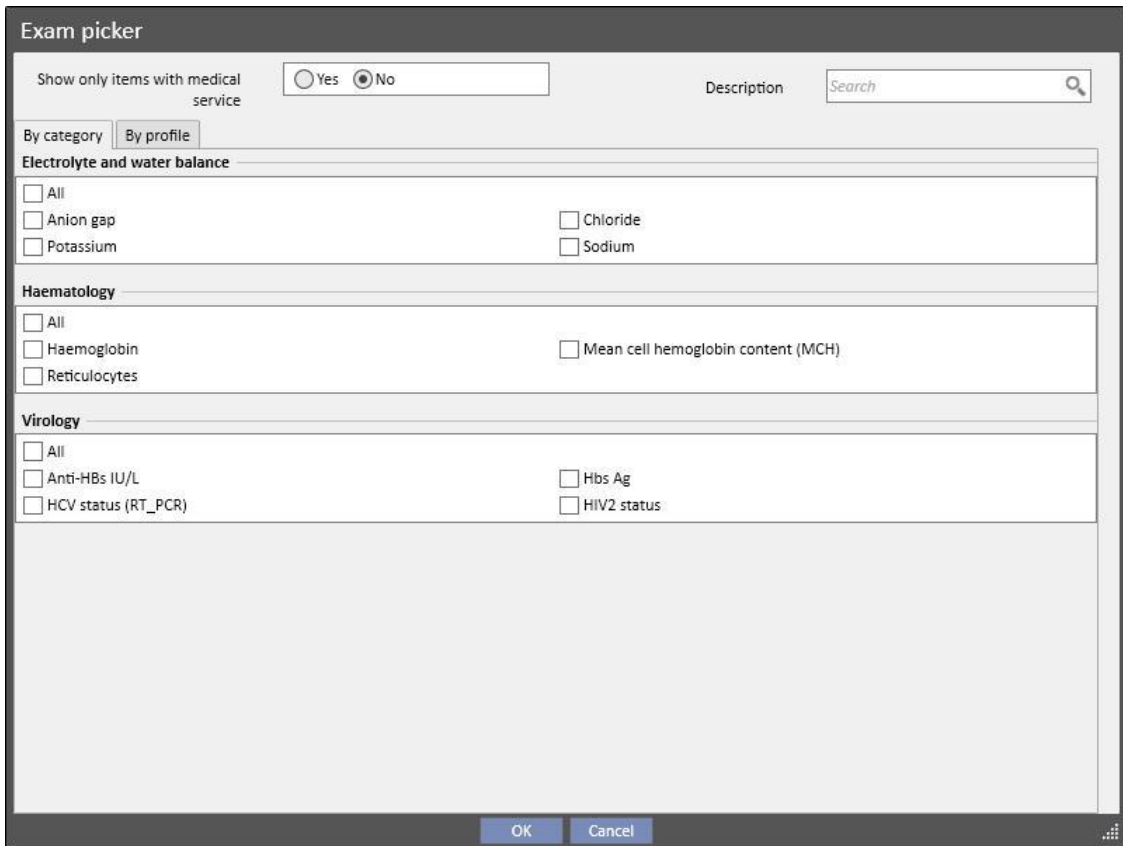 Exam picker
Show only items with medical
service
Yes No
Description
Search
By category By profile
Electrolyte and water balance
All
Anion gap Chloride
Potassium Sodium
Haematology
All
Haemoglobin Mean cell hemoglobin content (MCH)
Reticulocytes
Virology
All
Anti-HBs IU/L Hbs Ag
HCV status (RT_PCR) HIV2 status
OK Cancel